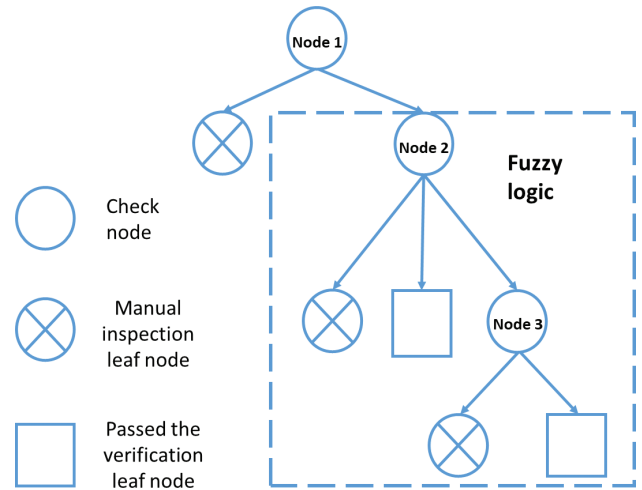 Node 1
Node 2
Fuzzy
logic
Check
node
Manual
inspection
leaf node
Node 3
Passed the
verification
leaf node